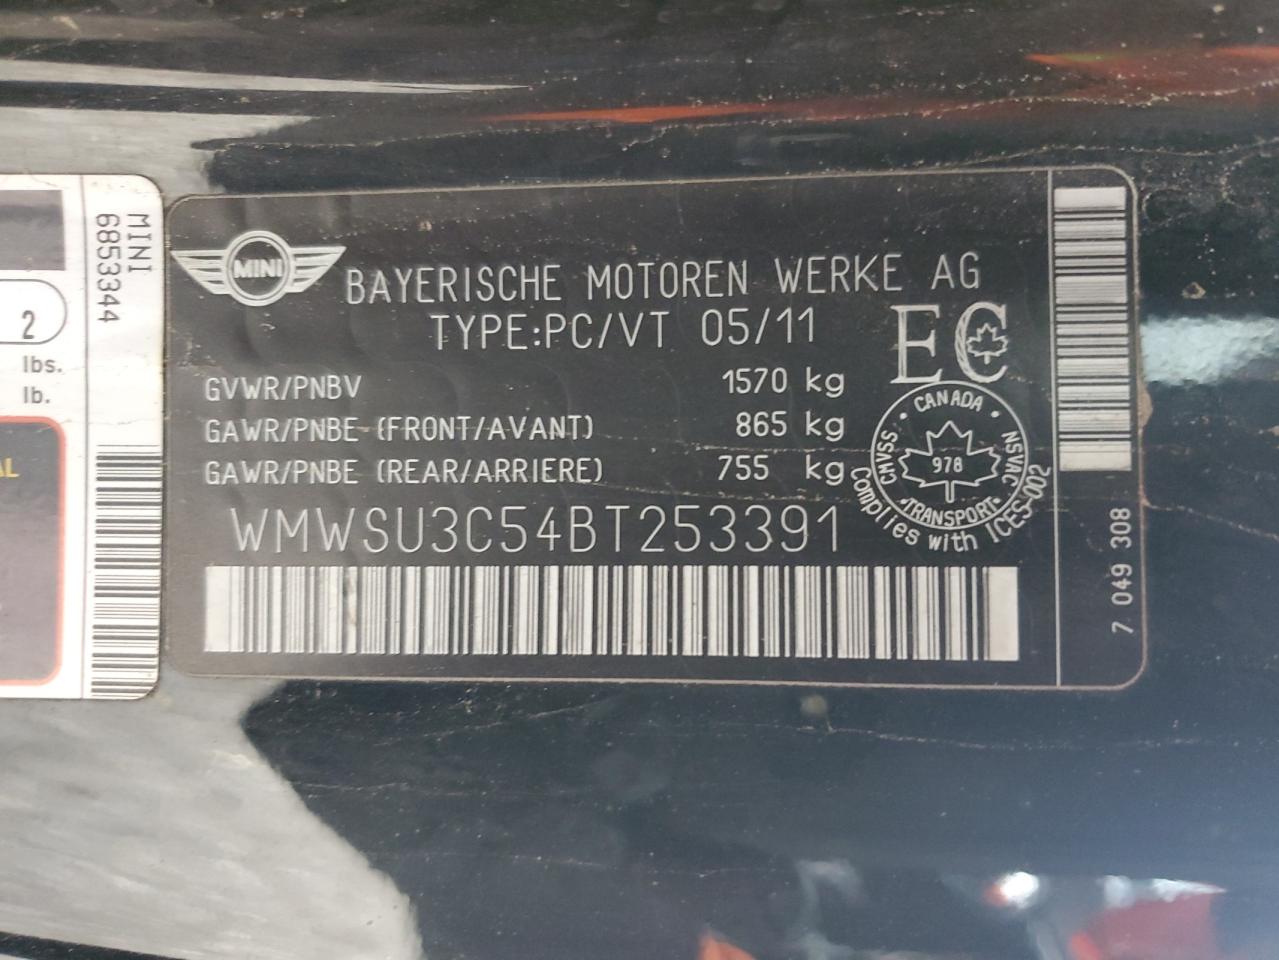 MINI
6853344
2
lbs.
lb.
AL
MINI
BAYERISCHE MOTOREN WERKE AG
TYPE:PC/VT 05/11
EC
GVWR/PNBV 1570 kg
GAWR/PNBE (FRONT/AVANT) 865 kg
GAWR/PNBE (REAR/ARRIERE) 755 kg
CANADA
CMVSS
978
NSVAC
TRANSPORT
Complies with ICES-002
WMWSU3C54BT253391
7 049 308